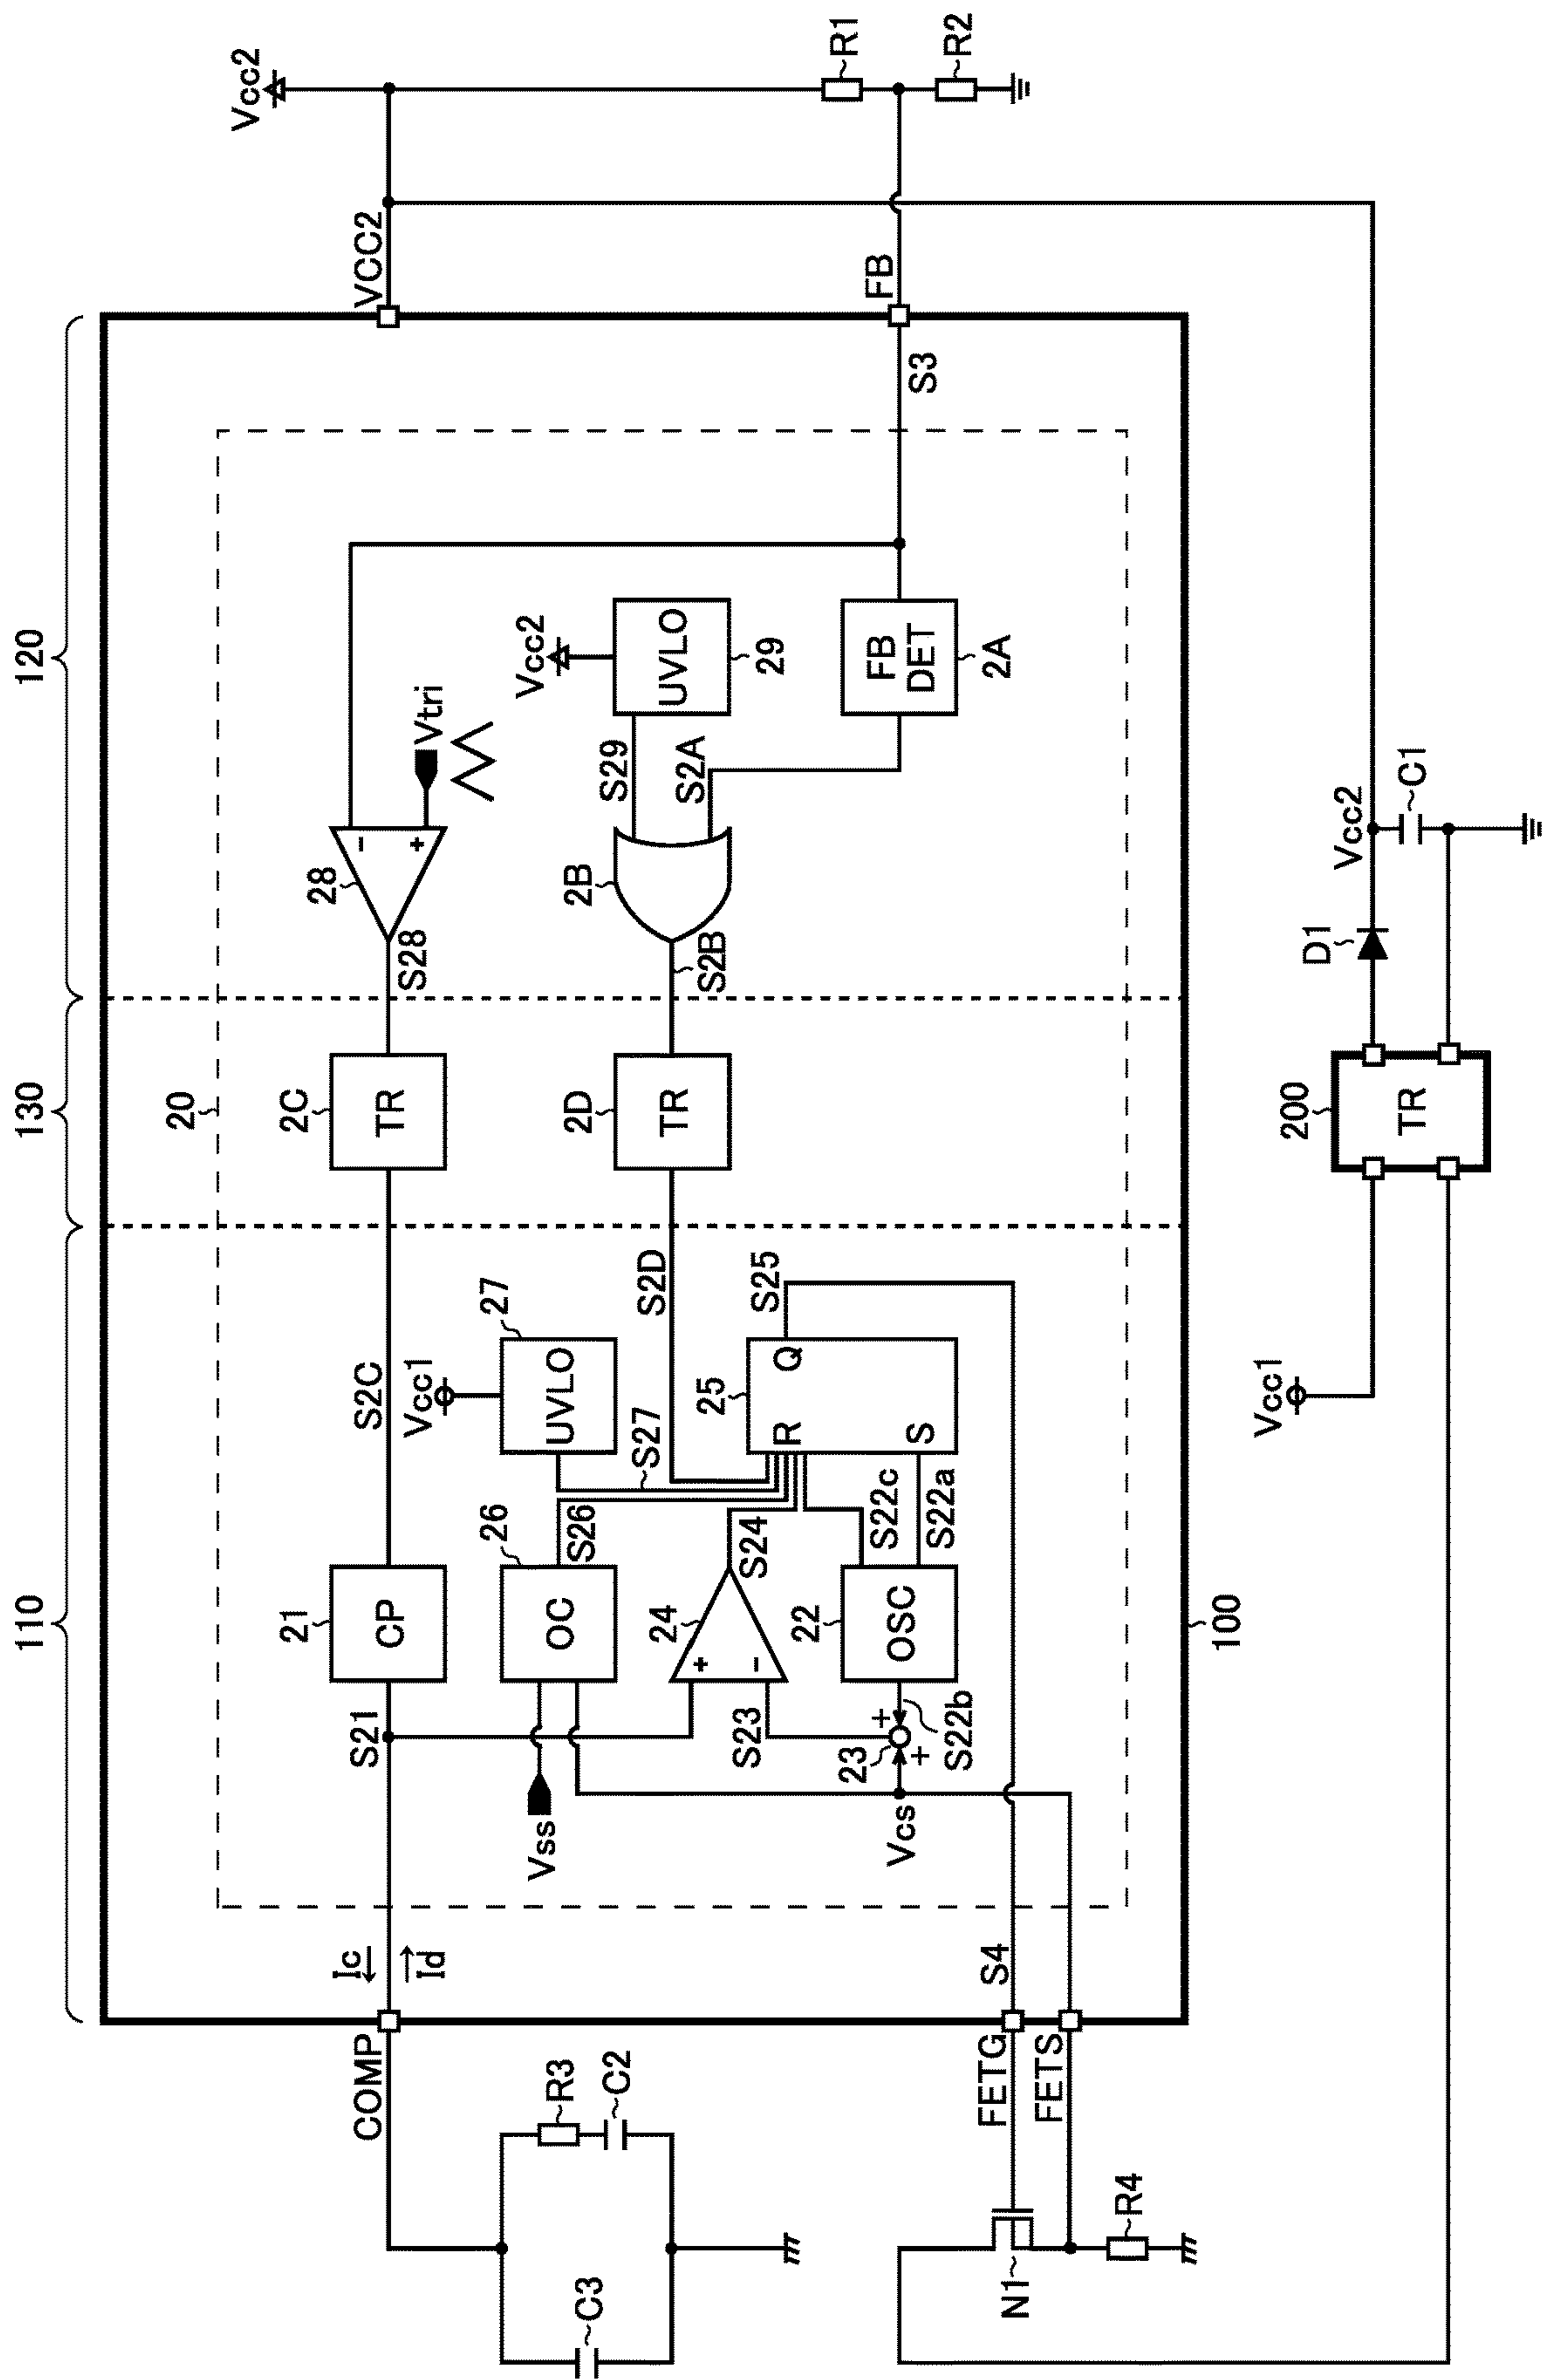 110
130
120
COMP
Ic
Id
S21
21
CP
S2C
2C
TR
20
S28
28
-
+
Vtri
VCC2
Vcc2
R1
R2
FB
S3
C3
R3
C2
Vss
OC
26
S26
Vcc1
UVLO
27
S27
S2D
2D
TR
S2B
2B
S29
S2A
Vcc2
UVLO
29
FB
DET
2A
24
+
-
S24
S23
23
+
+
S22b
22
OSC
S22c
S22a
25
R
S
Q
S25
Vcs
S4
FETG
FETS
N1
R4
100
Vcc1
200
TR
D1
Vcc2
C1